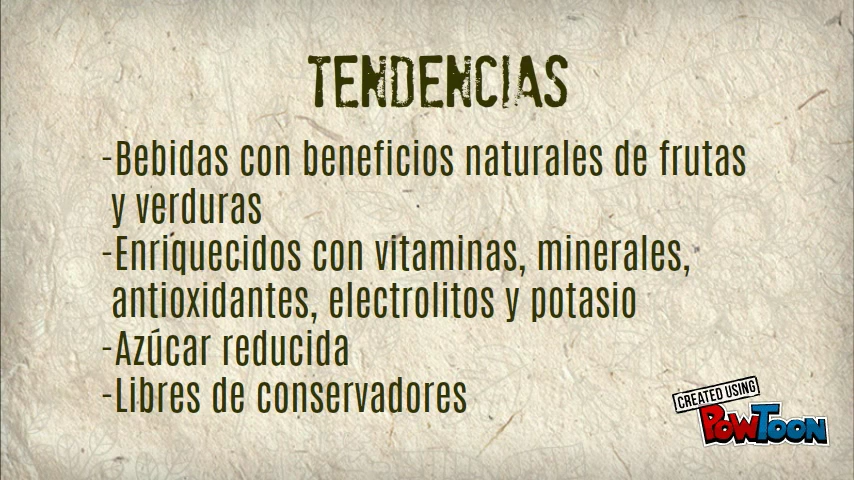 TENDENCIAS
-Bebidas con beneficios naturales de frutas
y verduras
-Enriquecidos con vitaminas, minerales,
antioxidantes, electrolitos y potasio
-Azúcar reducida
-Libres de conservadores
CREATED USING
POWTOON